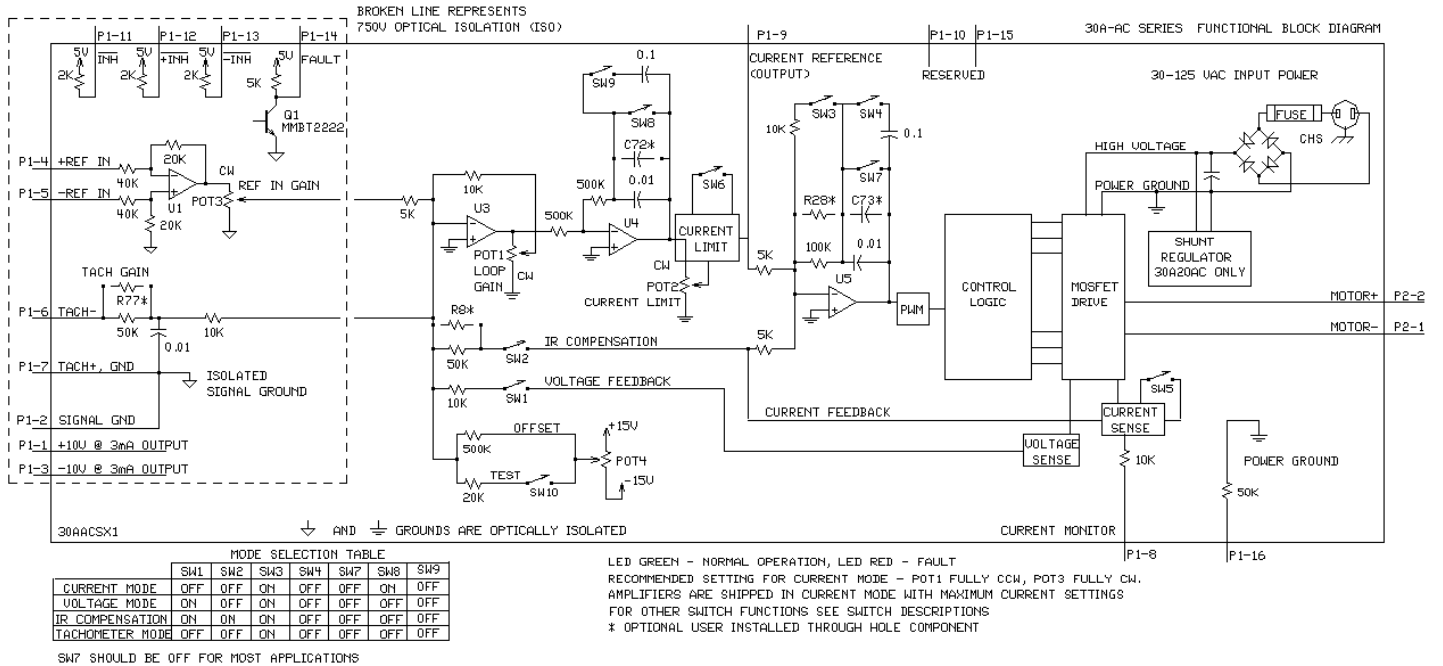 BROKEN LINE REPRESENTS
750V OPTICAL ISOLATION (ISO)
P1-11 P1-12 P1-13 P1-14
P1-9
P1-10 P1-15
30A-AC SERIES FUNCTIONAL BLOCK DIAGRAM
5V 5V 5V 5V
INH +INH -INH FAULT
2K 2K 2K 5K
Q1
MMBT2222
0.1
SW9
SW8
C72*
0.01
500K
CURRENT REFERENCE
(OUTPUT)
RESERVED
30-125 VAC INPUT POWER
FUSE
CHS
HIGH VOLTAGE
POWER GROUND
SHUNT
REGULATOR
30A20AC ONLY
SW3 SW4
10K
0.1
SW7
R28* C73*
100K 0.01
U5
P1-4 +REF IN
20K
40K
CW
REF IN GAIN
P1-5 -REF IN
40K
U1
POT3
20K
5K
10K
U3
500K
U4
SW6
CURRENT
LIMIT
5K
POT1
LOOP
GAIN
CW
CW
POT2
CURRENT LIMIT
PWM
CONTROL
LOGIC
MOSFET
DRIVE
MOTOR+ P2-2
MOTOR- P2-1
TACH GAIN
R77*
P1-6 TACH-
50K
10K
0.01
P1-7 TACH+, GND
ISOLATED
SIGNAL GROUND
R8*
50K
SW2
IR COMPENSATION
5K
10K
SW1
VOLTAGE FEEDBACK
CURRENT FEEDBACK
SW5
CURRENT
SENSE
VOLTAGE
SENSE
10K
P1-2 SIGNAL GND
P1-1 +10V @ 3mA OUTPUT
P1-3 -10V @ 3mA OUTPUT
OFFSET
500K
+15V
POT4
-15V
TEST
SW10
20K
POWER GROUND
50K
30AACSX1
AND
GROUNDS ARE OPTICALLY ISOLATED
CURRENT MONITOR
P1-8
P1-16
MODE SELECTION TABLE
SW1 SW2 SW3 SW4 SW7 SW8 SW9
CURRENT MODE OFF OFF ON ON OFF ON OFF
VOLTAGE MODE ON OFF ON OFF OFF OFF OFF
IR COMPENSATION ON ON ON OFF OFF OFF OFF
TACHOMETER MODE OFF OFF ON OFF OFF OFF OFF
SW7 SHOULD BE OFF FOR MOST APPLICATIONS
LED GREEN - NORMAL OPERATION, LED RED - FAULT
RECOMMENDED SETTING FOR CURRENT MODE - POT1 FULLY CCW, POT3 FULLY CW.
AMPLIFIERS ARE SHIPPED IN CURRENT MODE WITH MAXIMUM CURRENT SETTINGS
FOR OTHER SWITCH FUNCTIONS SEE SWITCH DESCRIPTIONS
* OPTIONAL USER INSTALLED THROUGH HOLE COMPONENT